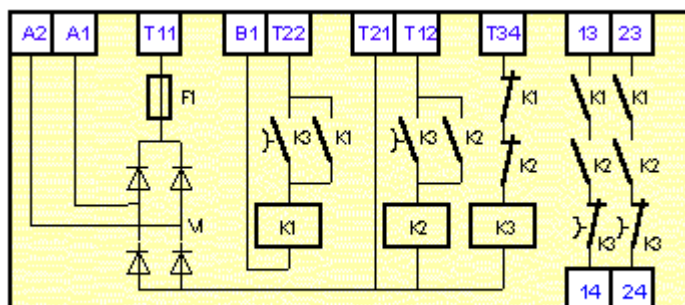 A2 A1 T11 B1 T22 T21 T12 T34 13 23
F1 K1 K1 K1
K3 K1 K3 K2
K2 K2 K2
V1 K1 K2 K3 K3 K3
14 24